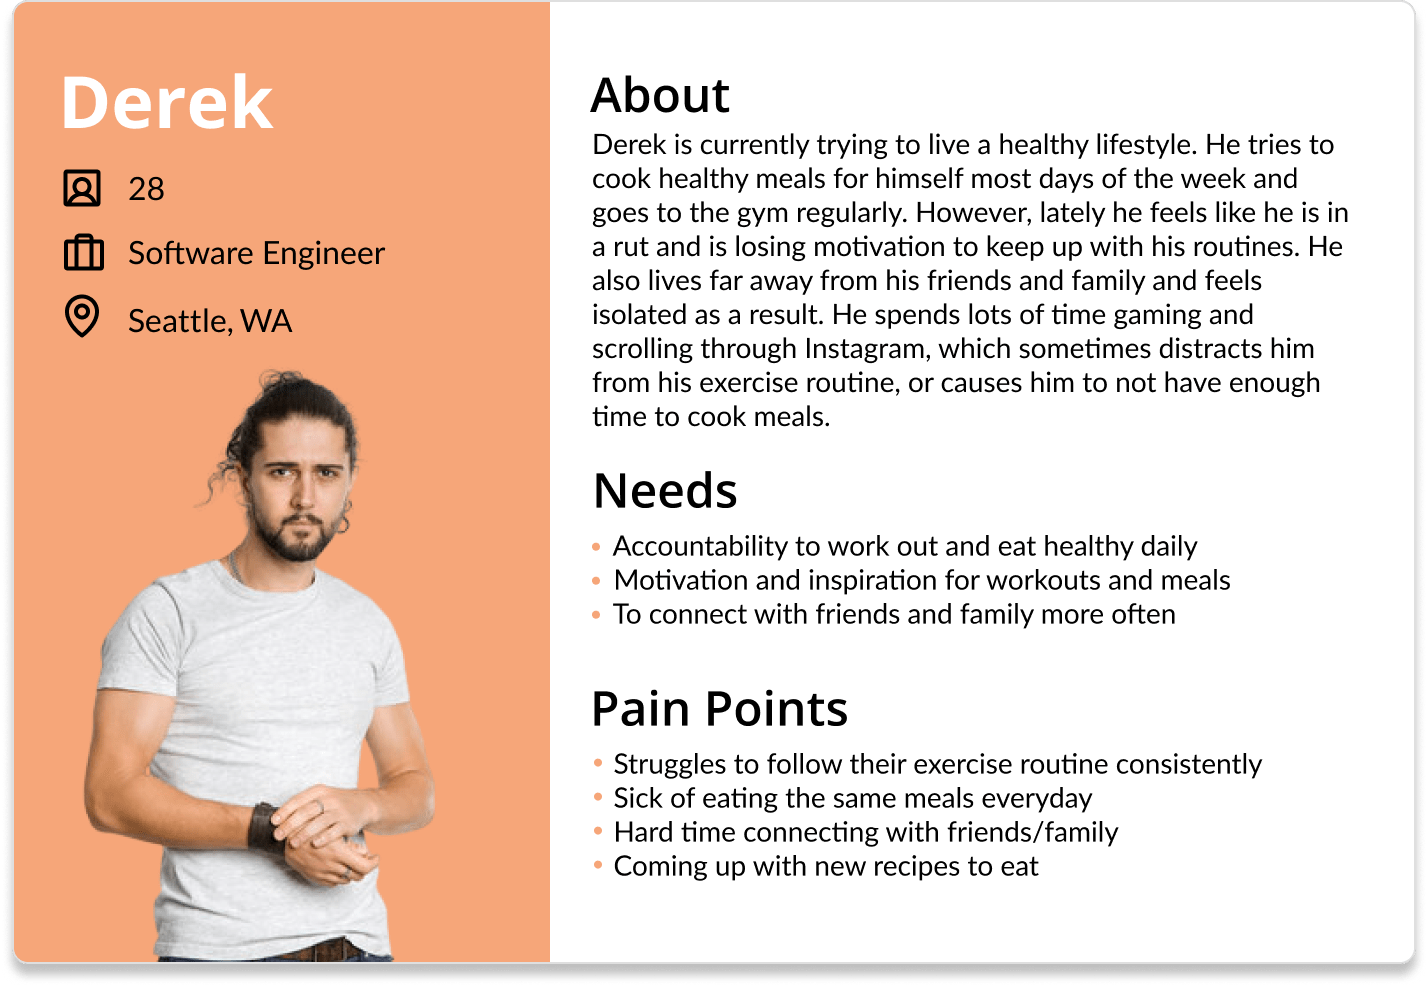 Derek
28
Software Engineer
Seattle, WA
About
Derek is currently trying to live a healthy lifestyle. He tries to
cook healthy meals for himself most days of the week and
goes to the gym regularly. However, lately he feels like he is in
a rut and is losing motivation to keep up with his routines. He
also lives far away from his friends and family and feels
isolated as a result. He spends lots of time gaming and
scrolling through Instagram, which sometimes distracts him
from his exercise routine, or causes him to not have enough
time to cook meals.
Needs
• Accountability to work out and eat healthy daily
• Motivation and inspiration for workouts and meals
• To connect with friends and family more often
Pain Points
• Struggles to follow their exercise routine consistently
• Sick of eating the same meals everyday
• Hard time connecting with friends/family
• Coming up with new recipes to eat